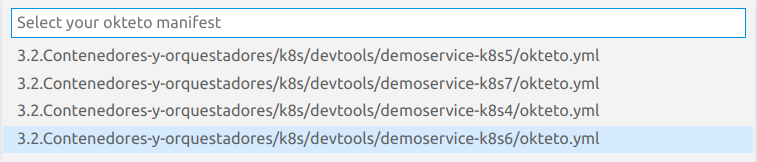 Select your okteto manifest
3.2.Contenedores-y-orquestadores/k8s/devtools/demoservice-k8s5/okteto.yml
3.2.Contenedores-y-orquestadores/k8s/devtools/demoservice-k8s7/okteto.yml
3.2.Contenedores-y-orquestadores/k8s/devtools/demoservice-k8s4/okteto.yml
3.2.Contenedores-y-orquestadores/k8s/devtools/demoservice-k8s6/okteto.yml